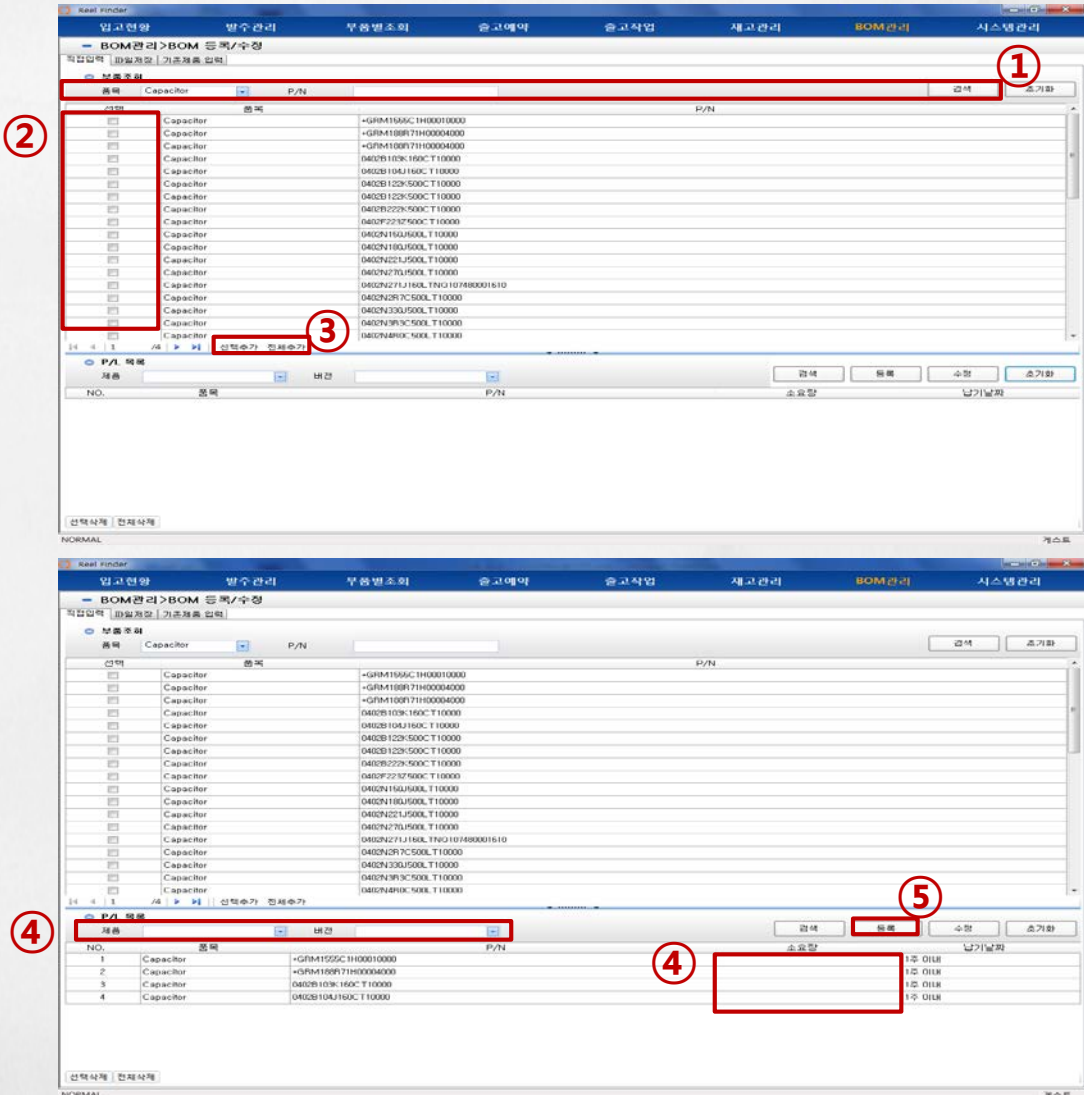 Reel Finder
입고현황 발주관리 부품별조회 출고예약 출고작업 재고관리 BOM관리 시스템관리
BOM관리>BOM 등록/수정
직접입력 파일저장 기존제품 입력
부품조회
①
품목 Capacitor P/N 검색 초기화
선택 품목 P/N
②
Capacitor +GRM1555C1H00010000
Capacitor +GRM188R71H00004000
Capacitor +GRM188R71H00004000
Capacitor 0402B103K160CT10000
Capacitor 0402B104J160CT10000
Capacitor 0402B122K500CT10000
Capacitor 0402B122K500CT10000
Capacitor 0402B222K500CT10000
Capacitor 0402F223Z500CT10000
Capacitor 0402N150J500LT10000
Capacitor 0402N180J500LT10000
Capacitor 0402N221J500LT10000
Capacitor 0402N270J500LT10000
Capacitor 0402N271J160LTNO107480001610
Capacitor 0402N2R7C500LT10000
Capacitor 0402N330J500LT10000
Capacitor 0402N3R3C500LT10000
Capacitor 0402N4R0C500LT10000
③
1 /4 선택추가 전체추가
P/L 목록
제품 버전 검색 등록 수정 초기화
NO. 품목 P/N 소요량 납기날짜
선택삭제 전체삭제
NORMAL 게스트
Reel Finder
입고현황 발주관리 부품별조회 출고예약 출고작업 재고관리 BOM관리 시스템관리
BOM관리>BOM 등록/수정
직접입력 파일저장 기존제품 입력
부품조회
품목 Capacitor P/N 검색 초기화
선택 품목 P/N
Capacitor +GRM1555C1H00010000
Capacitor +GRM188R71H00004000
Capacitor +GRM188R71H00004000
Capacitor 0402B103K160CT10000
Capacitor 0402B104J160CT10000
Capacitor 0402B122K500CT10000
Capacitor 0402B122K500CT10000
Capacitor 0402B222K500CT10000
Capacitor 0402F223Z500CT10000
Capacitor 0402N150J500LT10000
Capacitor 0402N180J500LT10000
Capacitor 0402N221J500LT10000
Capacitor 0402N270J500LT10000
Capacitor 0402N271J160LTNO107480001610
Capacitor 0402N2R7C500LT10000
Capacitor 0402N330J500LT10000
Capacitor 0402N3R3C500LT10000
Capacitor 0402N4R0C500LT10000
1 /4 선택추가 전체추가
⑤
P/L 목록
④
제품 버전 검색 등록 수정 초기화
NO. 품목 P/N 소요량 납기날짜
④
1 Capacitor +GRM1555C1H00010000 1주 이내
2 Capacitor +GRM188R71H00004000 1주 이내
3 Capacitor 0402B103K160CT10000 1주 이내
4 Capacitor 0402B104J160CT10000 1주 이내
선택삭제 전체삭제
NORMAL 게스트